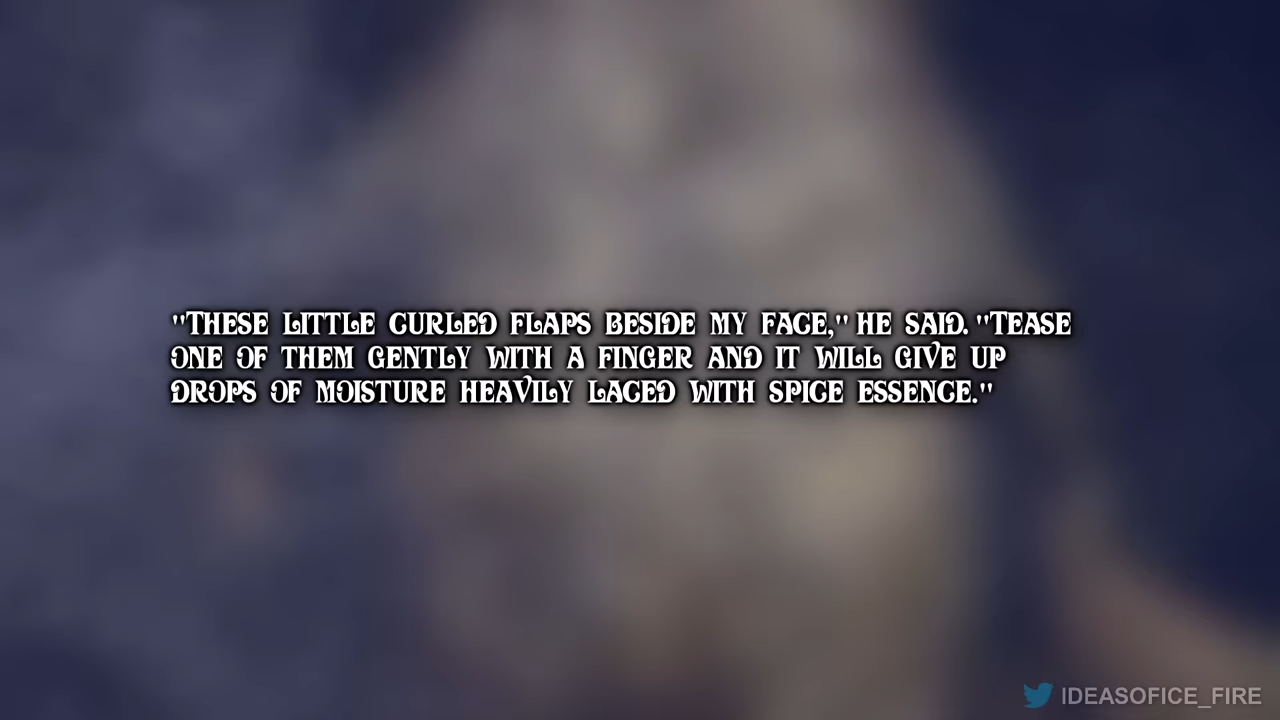 "These little curled flaps beside my face," he said. "Tease
one of them gently with a finger and it will give up
drops of moisture heavily laced with spice essence."
IDEASOFICE_FIRE